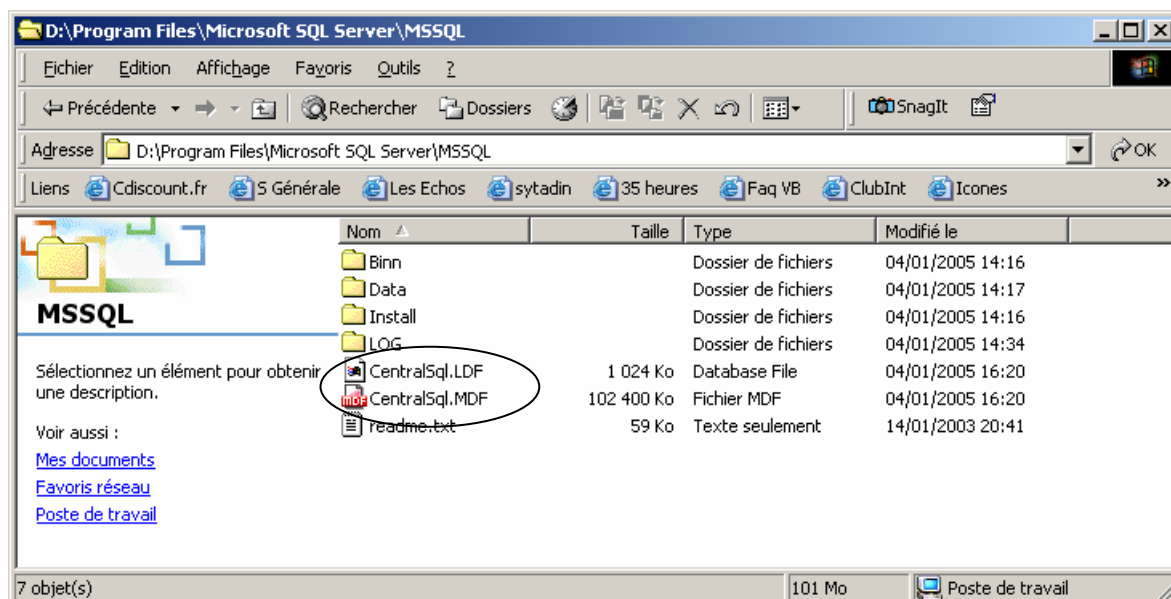 D:\Program Files\Microsoft SQL Server\MSSQL
Fichier Edition Affichage Favoris Outils ?
Précédente Rechercher Dossiers SnagIt
Adresse D:\Program Files\Microsoft SQL Server\MSSQL OK
Liens Cdiscount.fr S Générale Les Echos sytadin 35 heures Faq VB ClubInt Icones »
Nom Taille Type Modifié le
Binn Dossier de fichiers 04/01/2005 14:16
Data Dossier de fichiers 04/01/2005 14:17
MSSQL
Install Dossier de fichiers 04/01/2005 14:16
LOG Dossier de fichiers 04/01/2005 14:34
Sélectionnez un élément pour obtenir
une description.
CentralSql.LDF 1 024 Ko Database File 04/01/2005 16:20
MDF CentralSql.MDF 102 400 Ko Fichier MDF 04/01/2005 16:20
readme.txt 59 Ko Texte seulement 14/01/2003 20:41
Voir aussi :
Mes documents
Favoris réseau
Poste de travail
7 objet(s) 101 Mo Poste de travail